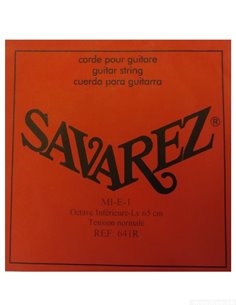 corde pour guitare
guitar string
cuerda para guitarra
SAVAREZ®
MI-E-1
Octave Inférieure-Lv 65 cm
Tension normale
REF: 641R